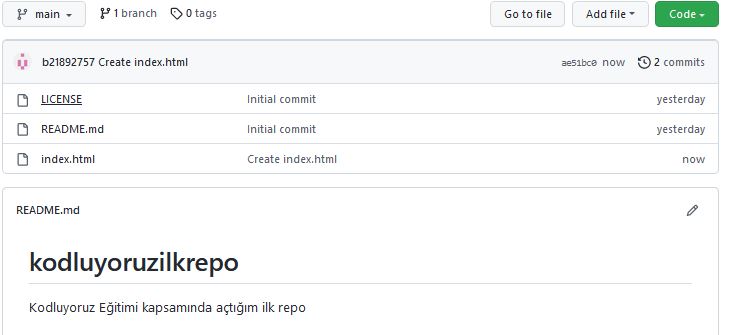 main 1 branch 0 tags Go to file Add file Code
b21892757 Create index.html ae51bc0 now 2 commits
LICENSE Initial commit yesterday
README.md Initial commit yesterday
index.html Create index.html now
README.md
kodluyoruzilkrepo
Kodluyoruz Eğitimi kapsamında açtığım ilk repo